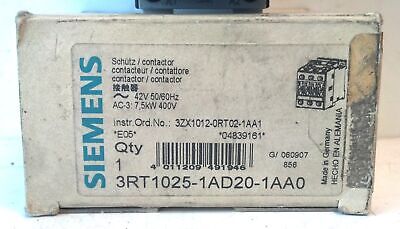 SIEMENS
Schütz / contactor
contacteur / contattore
contactor / contactor
接触器
～ 42V 50/60Hz
AC-3: 7,5kW 400V
Instr.Ord.No.: 3ZX1012-0RT02-1AA1
*E05* *04839161*
Qty
1
4 011209 491946
G/ 060907
856
3RT1025-1AD20-1AA0
Made in Germany
HECHO EN ALEMANIA